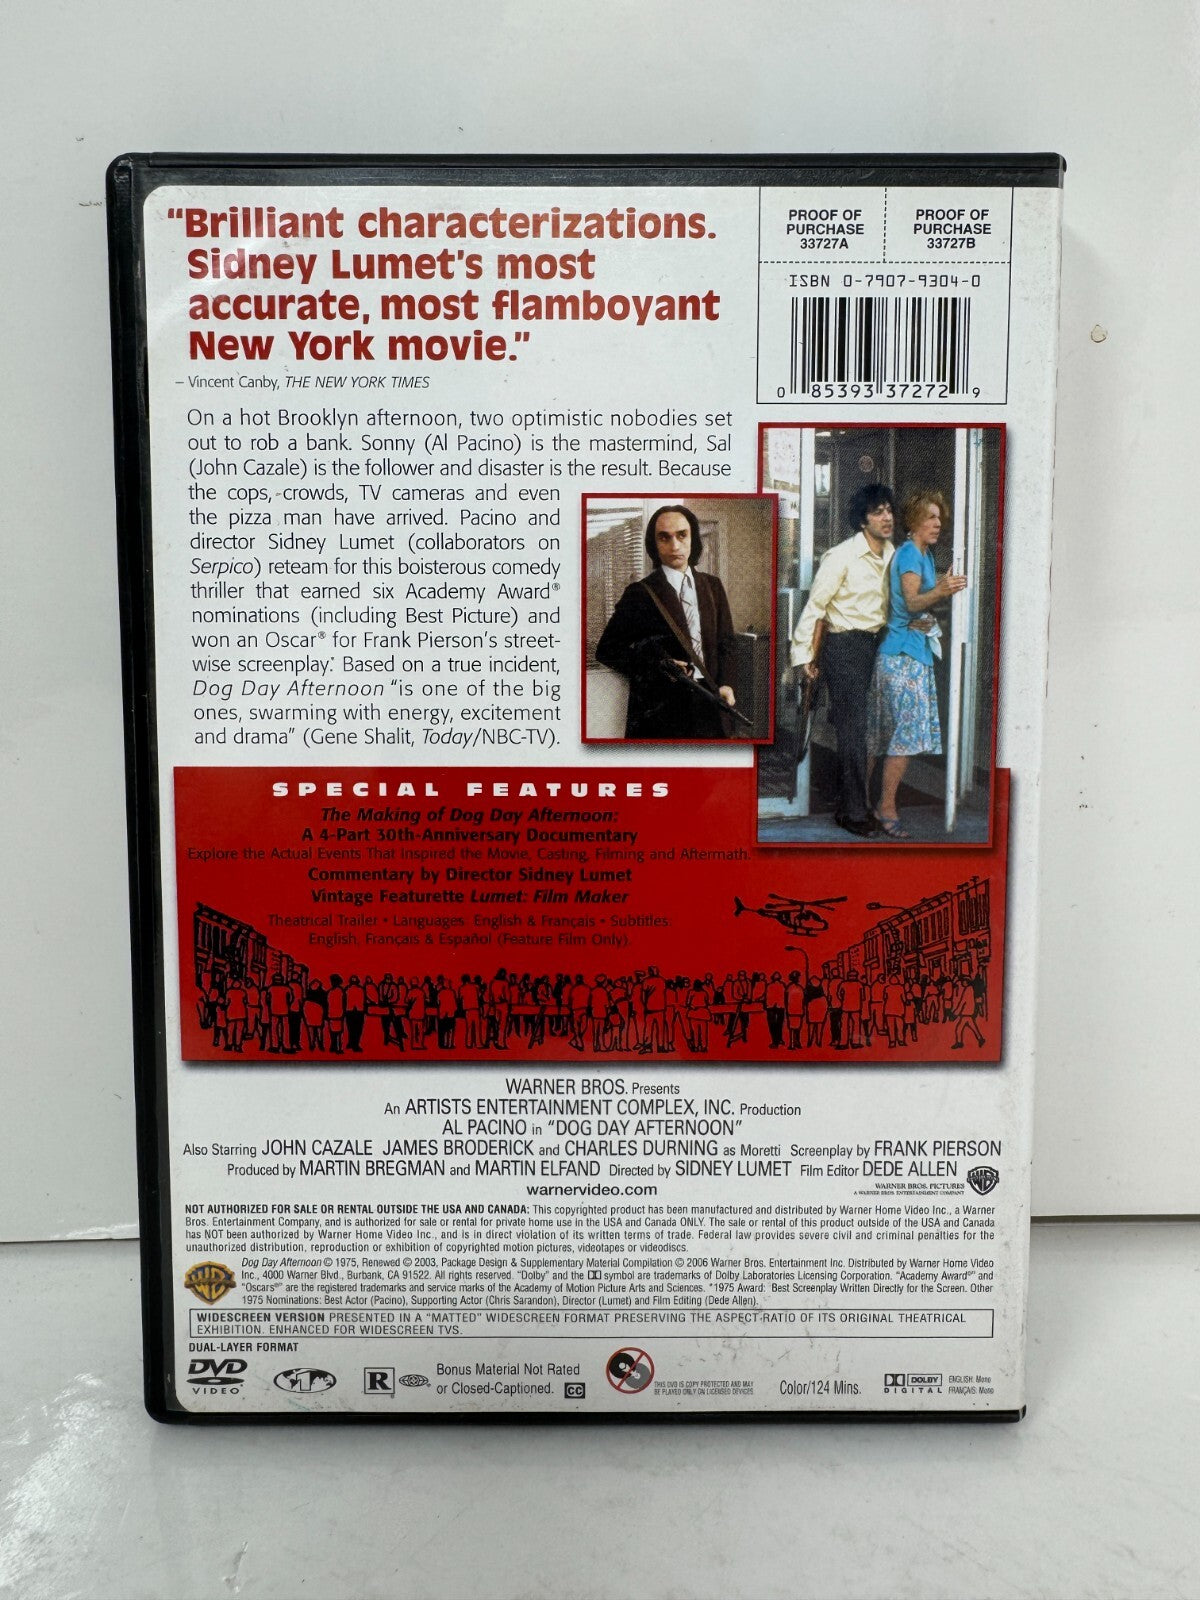 “Brilliant characterizations.
Sidney Lumet's most
accurate, most flamboyant
New York movie.”
– Vincent Canby, THE NEW YORK TIMES
PROOF OF PURCHASE 33727A
PROOF OF PURCHASE 33727B
ISBN 0-7907-9304-0
0 85393 37272 9
On a hot Brooklyn afternoon, two optimistic nobodies set
out to rob a bank. Sonny (Al Pacino) is the mastermind, Sal
(John Cazale) is the follower and disaster is the result. Because
the cops, crowds, TV cameras and even
the pizza man have arrived. Pacino and
director Sidney Lumet (collaborators on
Serpico) reteam for this boisterous comedy
thriller that earned six Academy Award®
nominations (including Best Picture) and
won an Oscar® for Frank Pierson's street-
wise screenplay.* Based on a true incident,
Dog Day Afternoon “is one of the big
ones, swarming with energy, excitement
and drama” (Gene Shalit, Today/NBC-TV).
SPECIAL FEATURES
The Making of Dog Day Afternoon:
A 4-Part 30th-Anniversary Documentary
Explore the Actual Events That Inspired the Movie, Casting, Filming and Aftermath.
Commentary by Director Sidney Lumet
Vintage Featurette Lumet: Film Maker
Theatrical Trailer • Languages: English & Français • Subtitles:
English, Français & Español (Feature Film Only).
WARNER BROS. Presents
An ARTISTS ENTERTAINMENT COMPLEX, INC. Production
AL PACINO in “DOG DAY AFTERNOON”
Also Starring JOHN CAZALE JAMES BRODERICK and CHARLES DURNING as Moretti Screenplay by FRANK PIERSON
Produced by MARTIN BREGMAN and MARTIN ELFAND Directed by SIDNEY LUMET Film Editor DEDE ALLEN
WARNER BROS. PICTURES
A WARNER BROS. ENTERTAINMENT COMPANY
WB
warnervideo.com
NOT AUTHORIZED FOR SALE OR RENTAL OUTSIDE THE USA AND CANADA: This copyrighted product has been manufactured and distributed by Warner Home Video Inc., a Warner
Bros. Entertainment Company, and is authorized for sale or rental for private home use in the USA and Canada ONLY. The sale or rental of this product outside of the USA and Canada
has NOT been authorized by Warner Home Video Inc., and is in direct violation of its written terms of trade. Federal law provides severe civil and criminal penalties for the
unauthorized distribution, reproduction or exhibition of copyrighted motion pictures, videotapes or videodiscs.
WB
Dog Day Afternoon © 1975, Renewed © 2003, Package Design & Supplementary Material Compilation © 2006 Warner Bros. Entertainment Inc. Distributed by Warner Home Video
Inc., 4000 Warner Blvd., Burbank, CA 91522. All rights reserved. “Dolby” and the DD symbol are trademarks of Dolby Laboratories Licensing Corporation. “Academy Award®” and
“Oscars®” are the registered trademarks and service marks of the Academy of Motion Picture Arts and Sciences. *1975 Award: Best Screenplay Written Directly for the Screen. Other
1975 Nominations: Best Actor (Pacino), Supporting Actor (Chris Sarandon), Director (Lumet) and Film Editing (Dede Allen).
WIDESCREEN VERSION PRESENTED IN A “MATTED” WIDESCREEN FORMAT PRESERVING THE ASPECT RATIO OF ITS ORIGINAL THEATRICAL
EXHIBITION. ENHANCED FOR WIDESCREEN TVS.
DUAL-LAYER FORMAT
DVD VIDEO
1
R
Bonus Material Not Rated
or Closed-Captioned. CC
THIS DVD IS COPY PROTECTED AND MAY
BE PLAYED ONLY ON LICENSED DEVICES
Color/124 Mins.
DOLBY DIGITAL
ENGLISH: Mono
FRANÇAIS: Mono